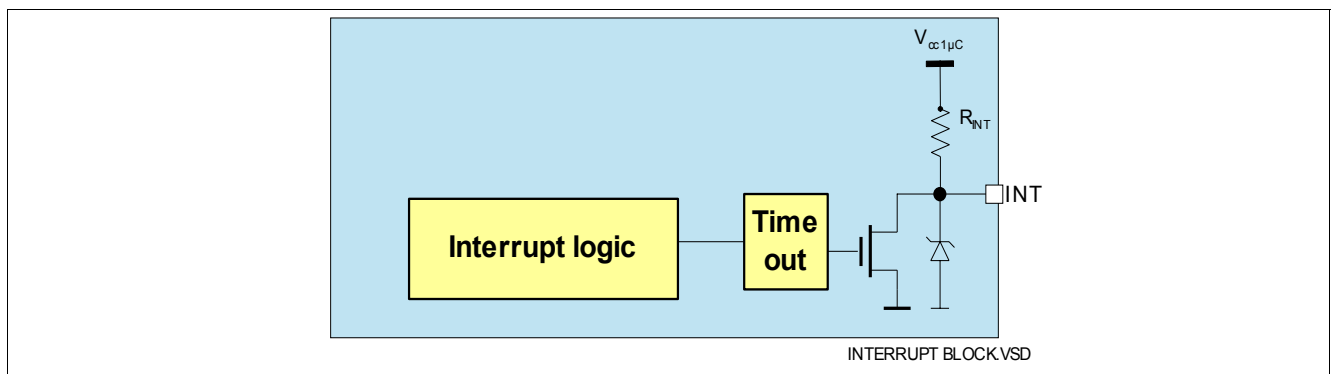 Vcc1µC
RINT
INT
Interrupt logic
Time
out
INTERRUPT BLOCK.VSD